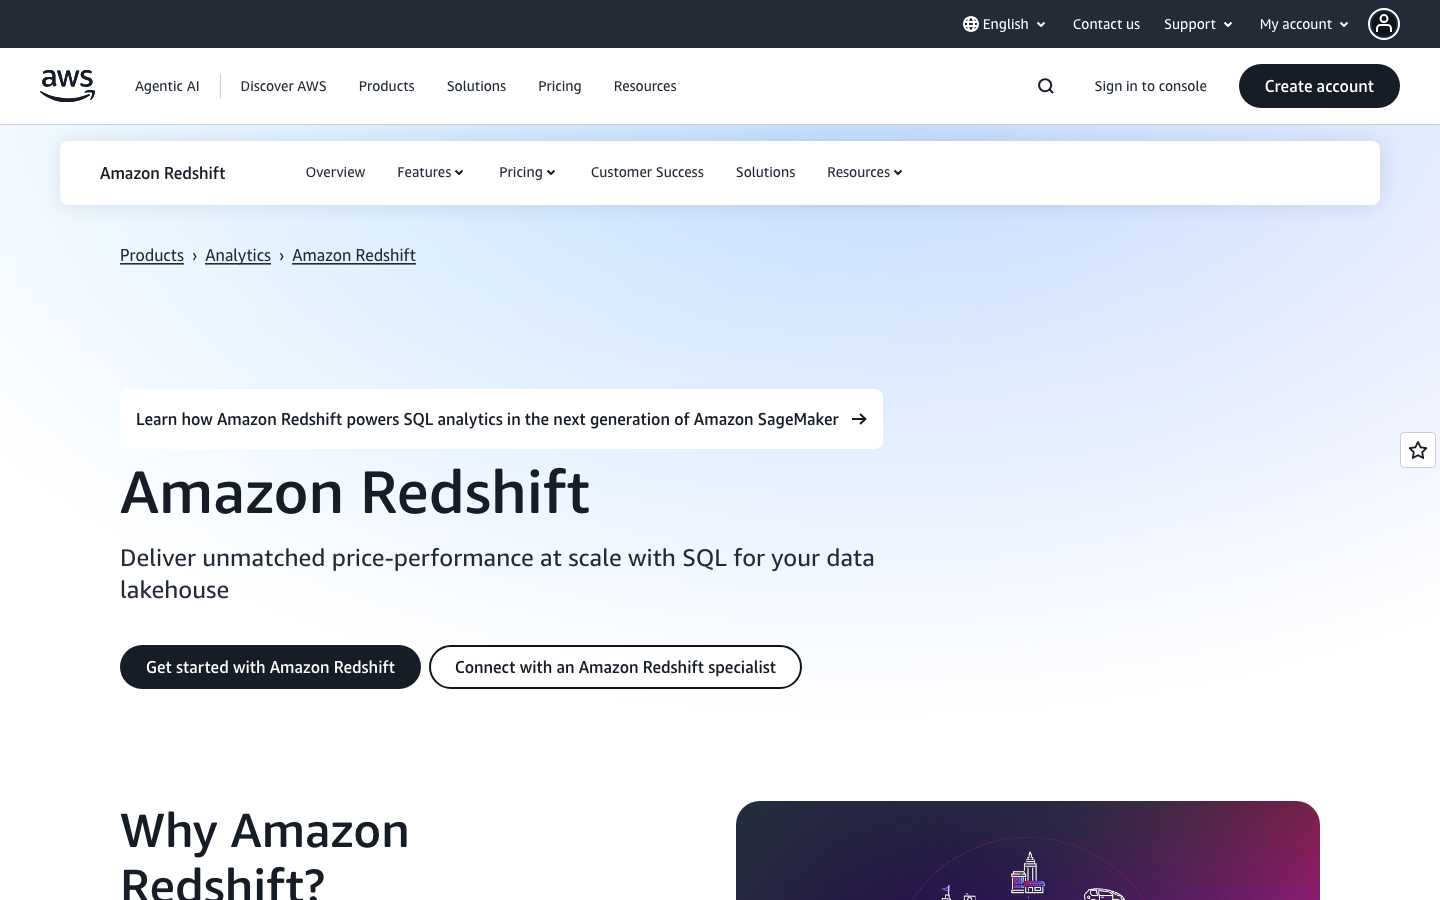 English
Contact us
Support
My account
aws
Agentic AI
Discover AWS
Products
Solutions
Pricing
Resources
Sign in to console
Create account
Amazon Redshift
Overview
Features
Pricing
Customer Success
Solutions
Resources
Products › Analytics › Amazon Redshift
Learn how Amazon Redshift powers SQL analytics in the next generation of Amazon SageMaker
Amazon Redshift
Deliver unmatched price-performance at scale with SQL for your data
lakehouse
Get started with Amazon Redshift
Connect with an Amazon Redshift specialist
Why Amazon
Redshift?